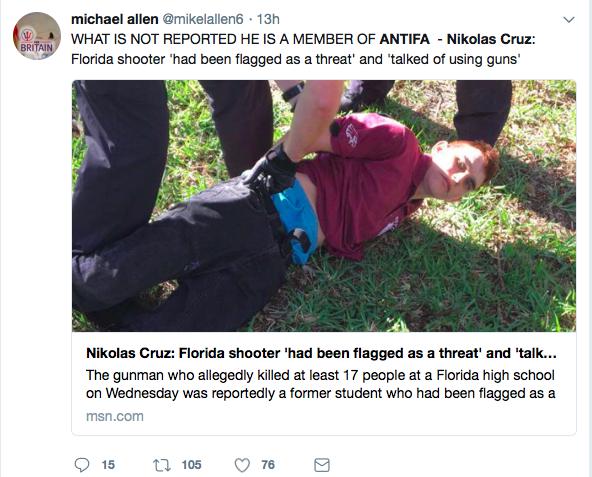 BRITAIN
michael allen @mikelallen6 · 13h
WHAT IS NOT REPORTED HE IS A MEMBER OF ANTIFA - Nikolas Cruz:
Florida shooter 'had been flagged as a threat' and 'talked of using guns'
Nikolas Cruz: Florida shooter 'had been flagged as a threat' and 'talk...
The gunman who allegedly killed at least 17 people at a Florida high school
on Wednesday was reportedly a former student who had been flagged as a
msn.com
15 105 76